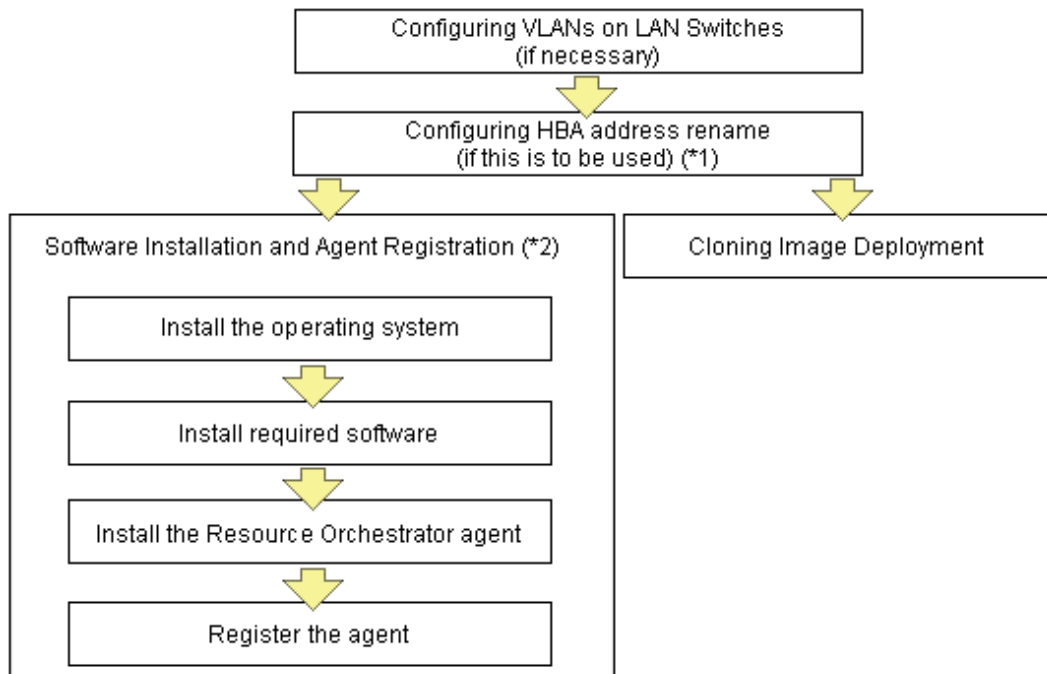 Configuring VLANs on LAN Switches
(if necessary)
Configuring HBA address rename
(if this is to be used) (*1)
Software Installation and Agent Registration (*2)
Cloning Image Deployment
Install the operating system
Install required software
Install the Resource Orchestrator agent
Register the agent